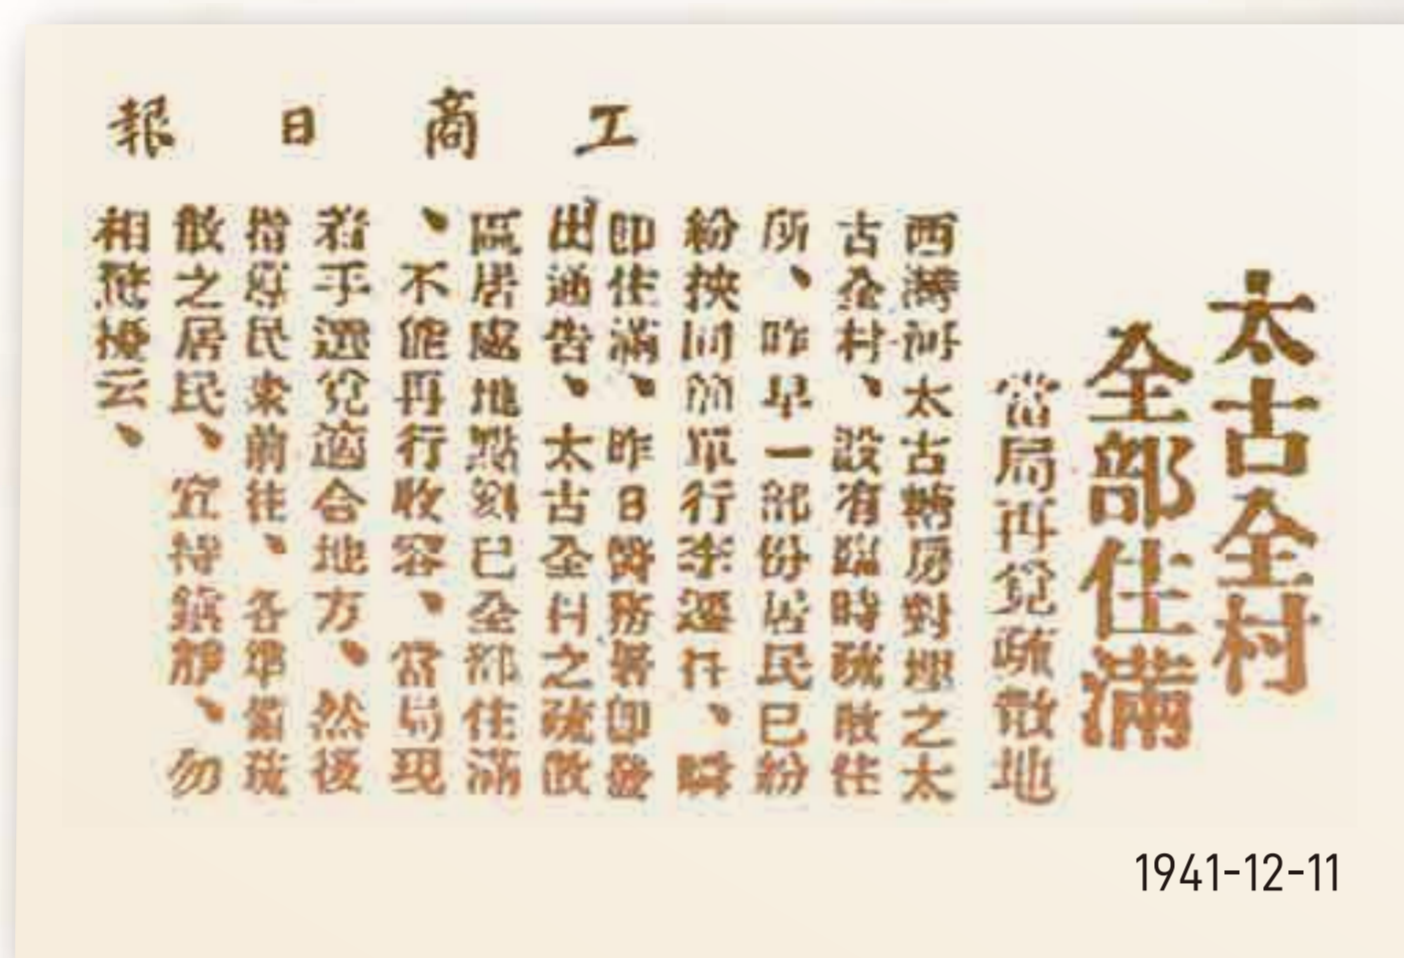 工商日報
太古全村
全部住滿
當局再覓疏散地
西灣河太古糖房對埋之太
古全村、設有臨時疏散住
所、昨早一部份居民已紛
紛挾同簡單行李遷往、瞬
即住滿、昨日醫務署即發
出通告、太古全村之疏散
區居處地點刻已全部住滿
、不能再行收容、當局現
着手選覓適合地方、然後
指導民衆前往、各準備疏
散之居民、宜待鎮靜、勿
相擾云、
1941-12-11